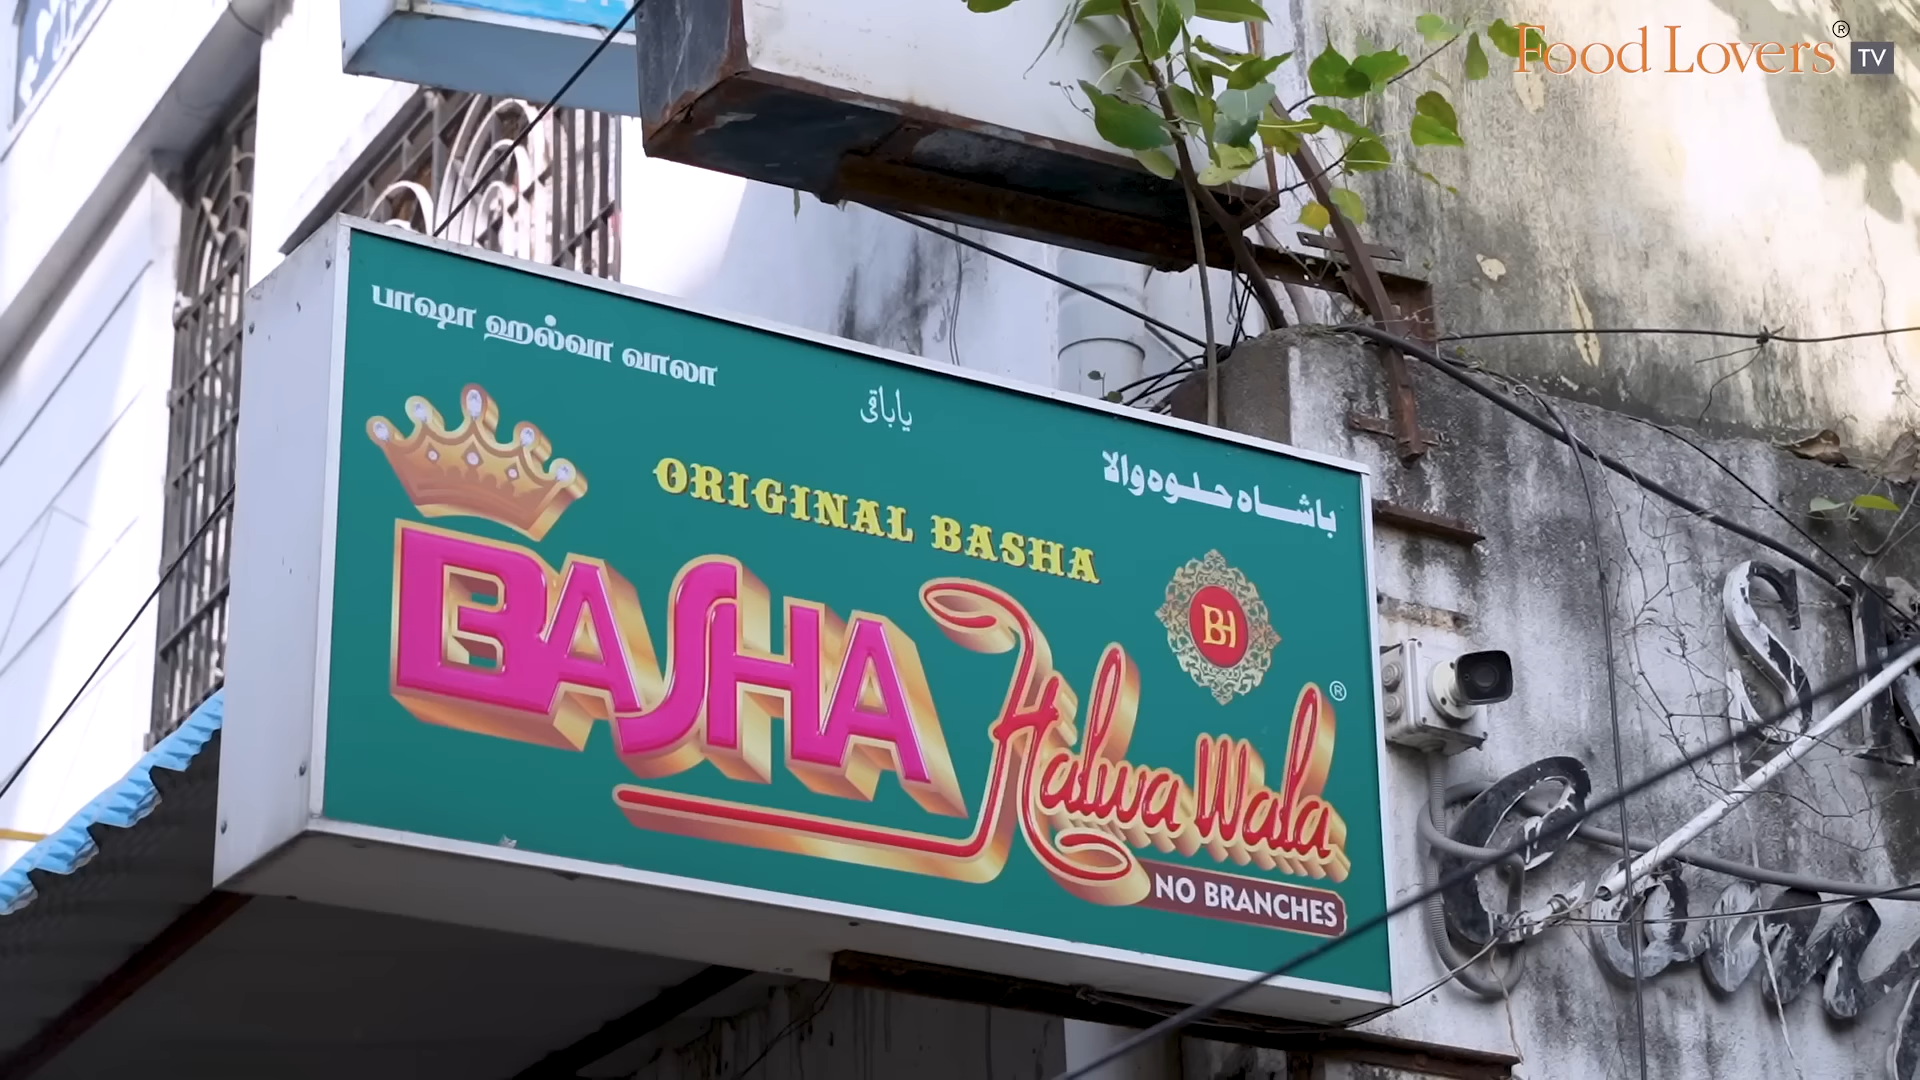 Food Lovers® TV
பாஷா ஹல்வா வாலா
یاباقی
باشاہ حلوہ والا
ORIGINAL BASHA
BASHA
Halwa Wala ®
BH
NO BRANCHES